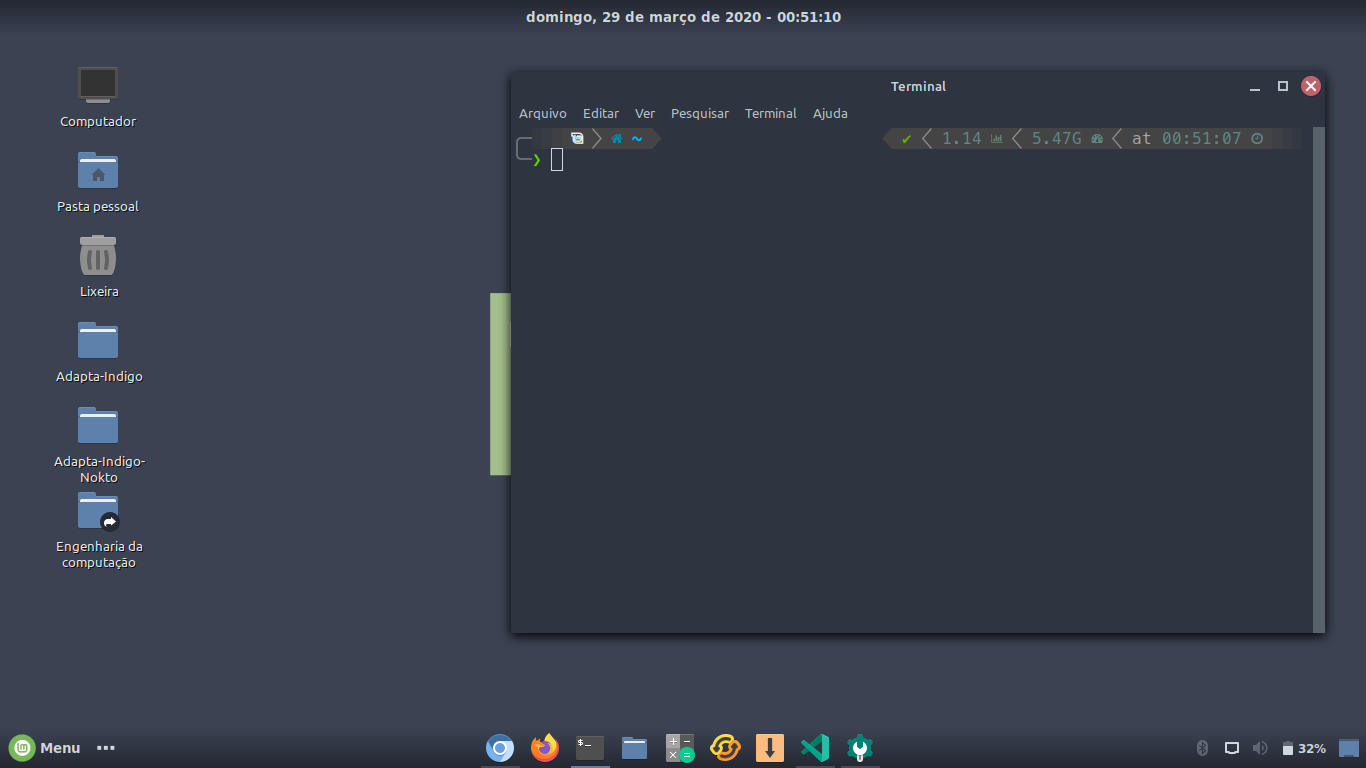 domingo, 29 de março de 2020 - 00:51:10
Computador
Pasta pessoal
Lixeira
Adapta-Indigo
Adapta-Indigo-
Nokto
Engenharia da
computação
Terminal
Arquivo Editar Ver Pesquisar Terminal Ajuda
~ ✔ 1.14 5.47G at 00:51:07
❯
Menu
$_
32%